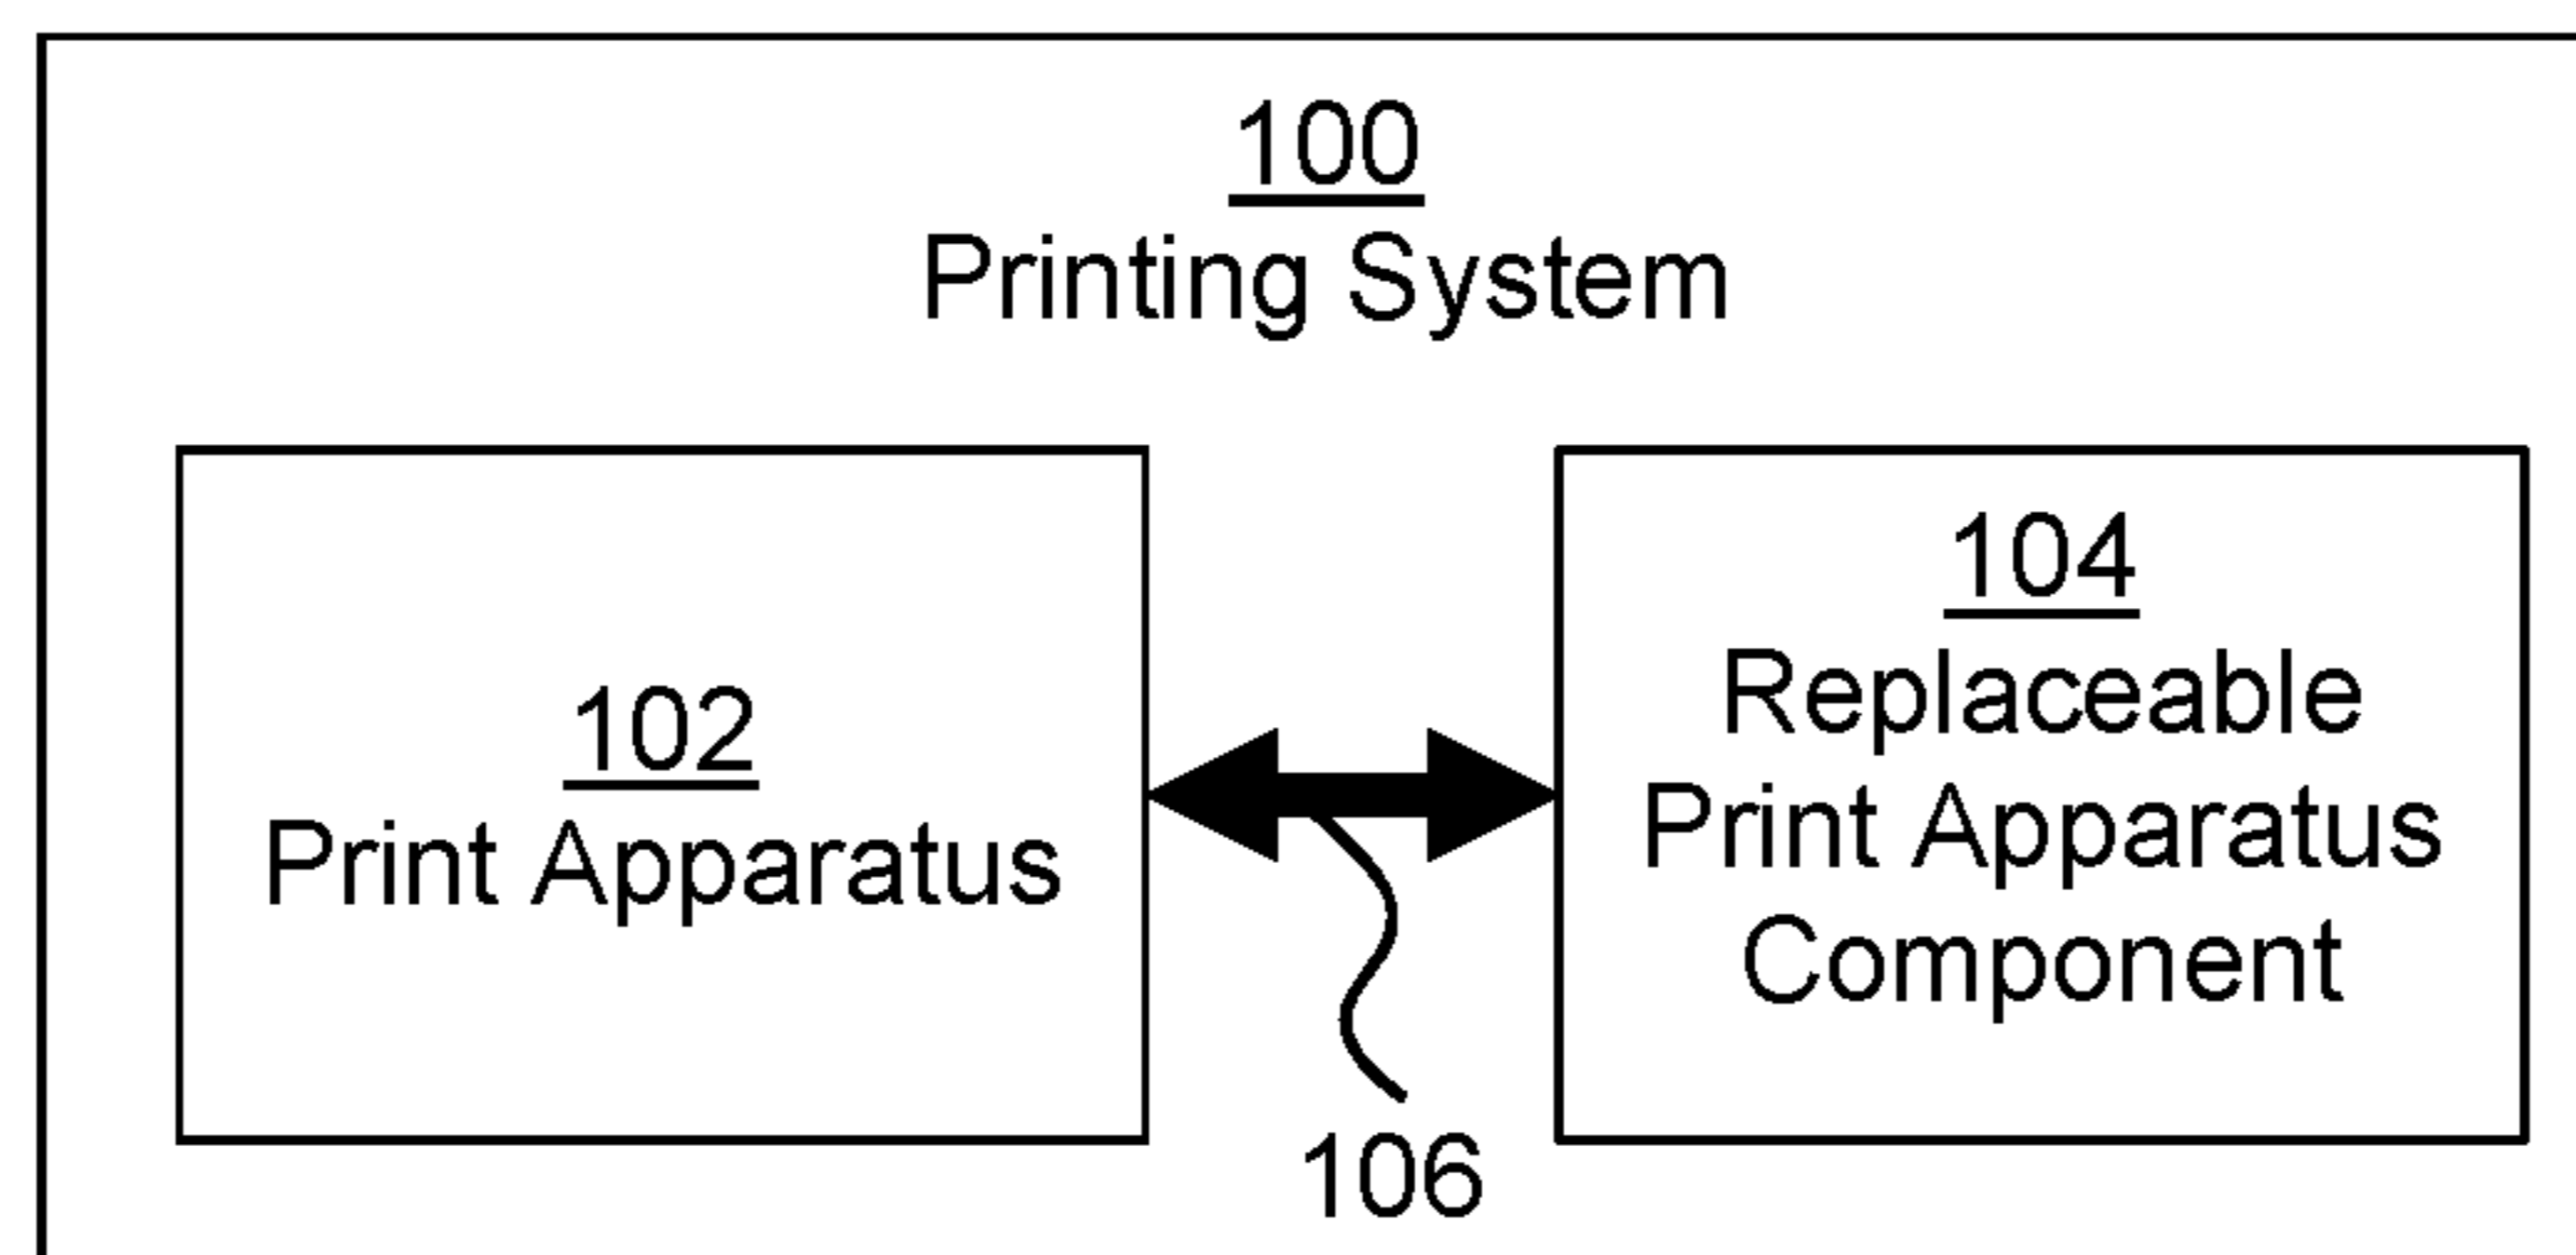 100
Printing System
102
Print Apparatus
104
Replaceable
Print Apparatus
Component
106